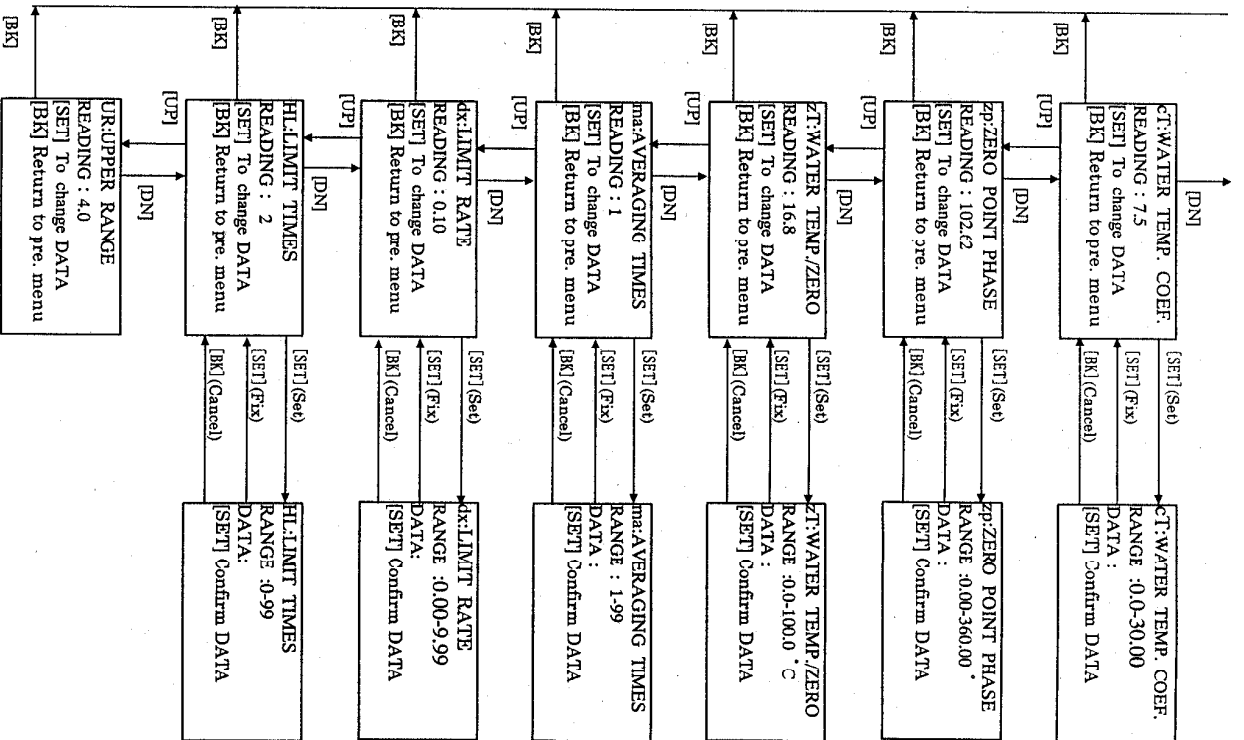 [DN]
cT:WATER TEMP. COEF.
READING : 7.5
[SET] To change DATA
[BK] Return to pre. menu
[BK]
[SET](Set)
[SET](Fix)
[BK](Cancel)
cT:WATER TEMP. COEF.
RANGE :0.0-30.00
DATA :
[SET] Confirm DATA
[UP]
[DN]
zp:ZERO POINT PHASE
READING :
[SET] To change DATA
[BK] Return to pre. menu
[BK]
[SET](Set)
[SET](Fix)
[BK](Cancel)
zp:ZERO POINT PHASE
RANGE :0.00-360.00 °
DATA :
[SET] Confirm DATA
[UP]
[DN]
zT:WATER TEMP./ZERO
READING : 16.8
[SET] To change DATA
[BK] Return to pre. menu
[BK]
[SET](Set)
[SET](Fix)
[BK](Cancel)
zT:WATER TEMP./ZERO
RANGE :0.0-100.0 °C
DATA :
[SET] Confirm DATA
[UP]
[DN]
ma:AVERAGING TIMES
READING : 1
[SET] To change DATA
[BK] Return to pre. menu
[BK]
[SET](Set)
[SET](Fix)
[BK](Cancel)
ma:AVERAGING TIMES
RANGE : 1-99
DATA :
[SET] Confirm DATA
[UP]
[DN]
dx:LIMIT RATE
READING : 0.10
[SET] To change DATA
[BK] Return to pre. menu
[BK]
[SET](Set)
[SET](Fix)
[BK](Cancel)
dx:LIMIT RATE
RANGE :0.00-9.99
DATA:
[SET] Confirm DATA
[UP]
[DN]
HL:LIMIT TIMES
READING : 2
[SET] To change DATA
[BK] Return to pre. menu
[BK]
[SET](Set)
[SET](Fix)
[BK](Cancel)
HL:LIMIT TIMES
RANGE :0-99
DATA:
[SET] Confirm DATA
[UP]
[DN]
UR:UPPER RANGE
READING : 4.0
[SET] To change DATA
[BK] Return to pre. menu
[BK]